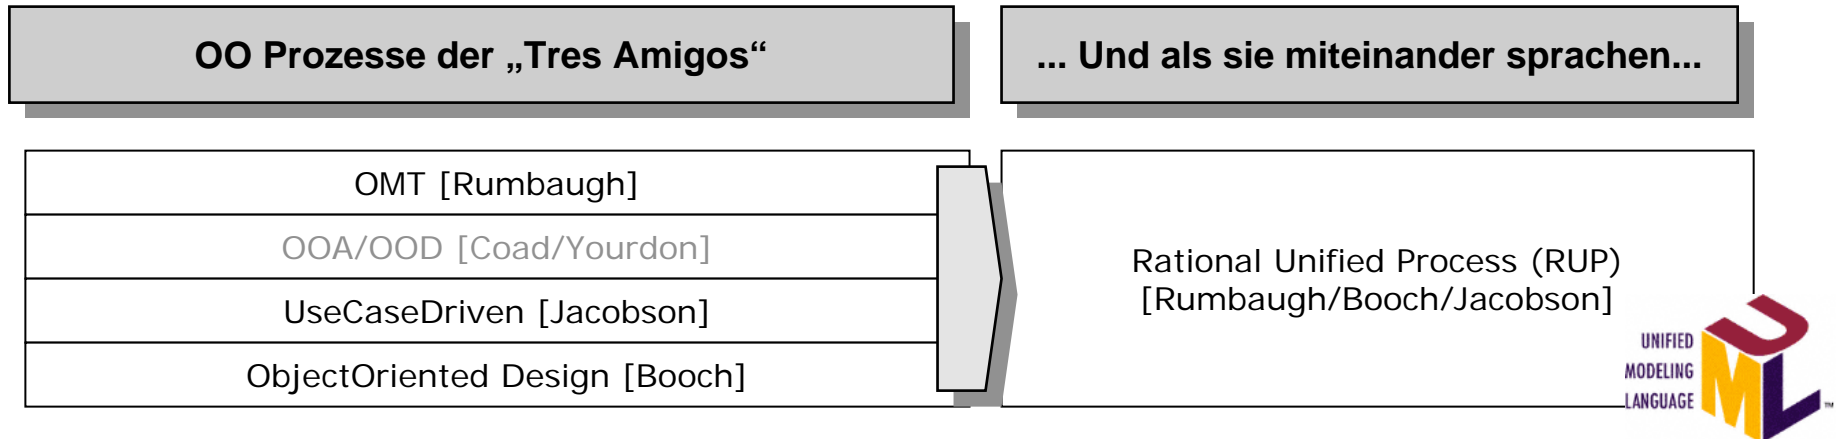 OO Prozesse der „Tres Amigos“
... Und als sie miteinander sprachen...
OMT [Rumbaugh]
OOA/OOD [Coad/Yourdon]
UseCaseDriven [Jacobson]
ObjectOriented Design [Booch]
Rational Unified Process (RUP)
[Rumbaugh/Booch/Jacobson]
UNIFIED
MODELING
LANGUAGE
UML
™